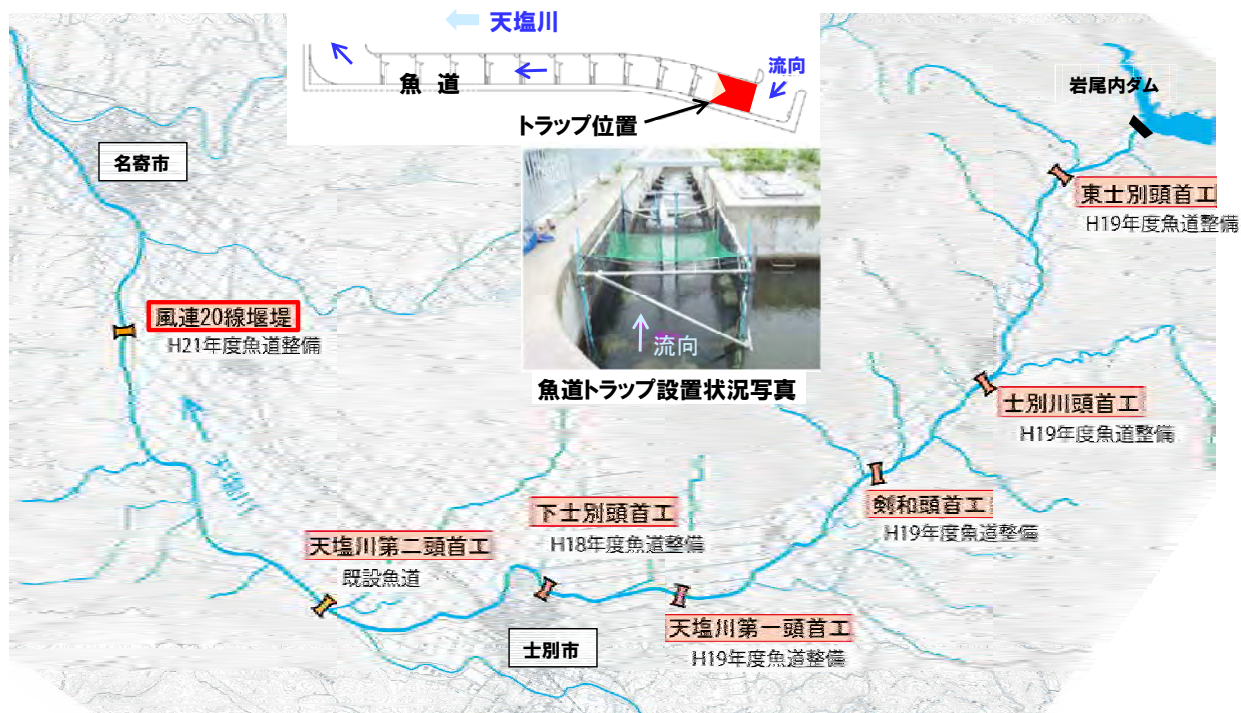 天塩川
魚道
流向
トラップ位置
岩尾内ダム
名寄市
東士別頭首工
H19年度魚道整備
風連20線堰堤
H21年度魚道整備
流向
魚道トラップ設置状況写真
士別川頭首工
H19年度魚道整備
天塩川
剣和頭首工
H19年度魚道整備
下士別頭首工
H18年度魚道整備
天塩川第二頭首工
既設魚道
天塩川第一頭首工
H19年度魚道整備
士別市